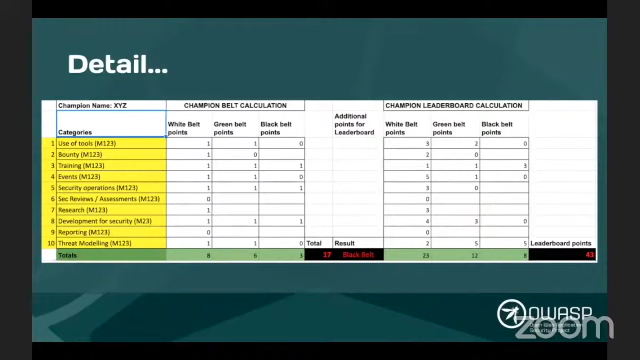 Detail...
Champion Name: XYZ CHAMPION BELT CALCULATION CHAMPION LEADERBOARD CALCULATION
Categories White Belt points Green belt points Black belt points Additional points for Leaderboard White Belt points Green belt points Black belt points
1 Use of tools (M123) 1 1 0 3 2 0
2 Bounty (M123) 1 0 2 0
3 Training (M123) 1 1 1 1 1 3
4 Events (M123) 1 1 0 5 1 0
5 Security operations (M123) 1 1 1 3 0
6 Sec Reviews / Assessments (M123) 0 0
7 Research (M123) 1 3
8 Development for security (M23) 1 1 1 4 3 0
9 Reporting (M123) 0 0
10 Threat Modelling (M123) 1 1 0 Total Result 2 5 5 Leaderboard points
Totals 8 6 3 17 Black Belt 23 12 8 43
OWASP
Open Web Application
Security Project
zoom